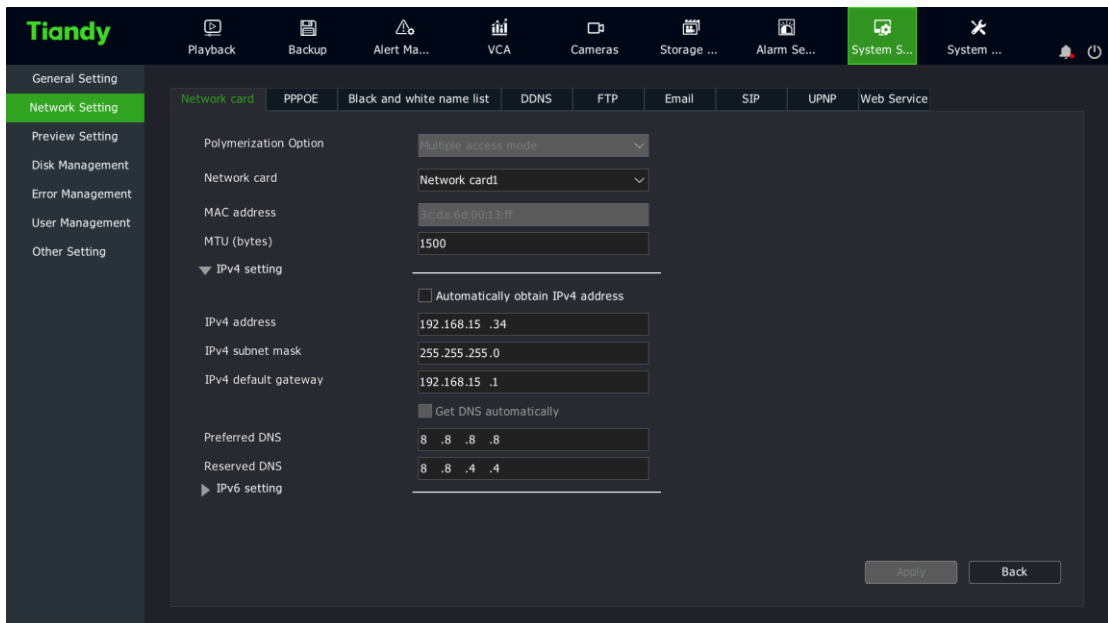 Tiandy
Playback Backup Alert Ma... VCA Cameras Storage ... Alarm Se... System S... System ...
General Setting
Network Setting
Preview Setting
Disk Management
Error Management
User Management
Other Setting
Network card PPPOE Black and white name list DDNS FTP Email SIP UPNP Web Service
Polymerization Option Multiple access mode
Network card Network card1
MAC address 3c:da:6d:00:13:ff
MTU (bytes) 1500
IPv4 setting
Automatically obtain IPv4 address
IPv4 address 192.168.15 .34
IPv4 subnet mask 255.255.255.0
IPv4 default gateway 192.168.15 .1
Get DNS automatically
Preferred DNS 8 .8 .8 .8
Reserved DNS 8 .8 .4 .4
IPv6 setting
Apply Back